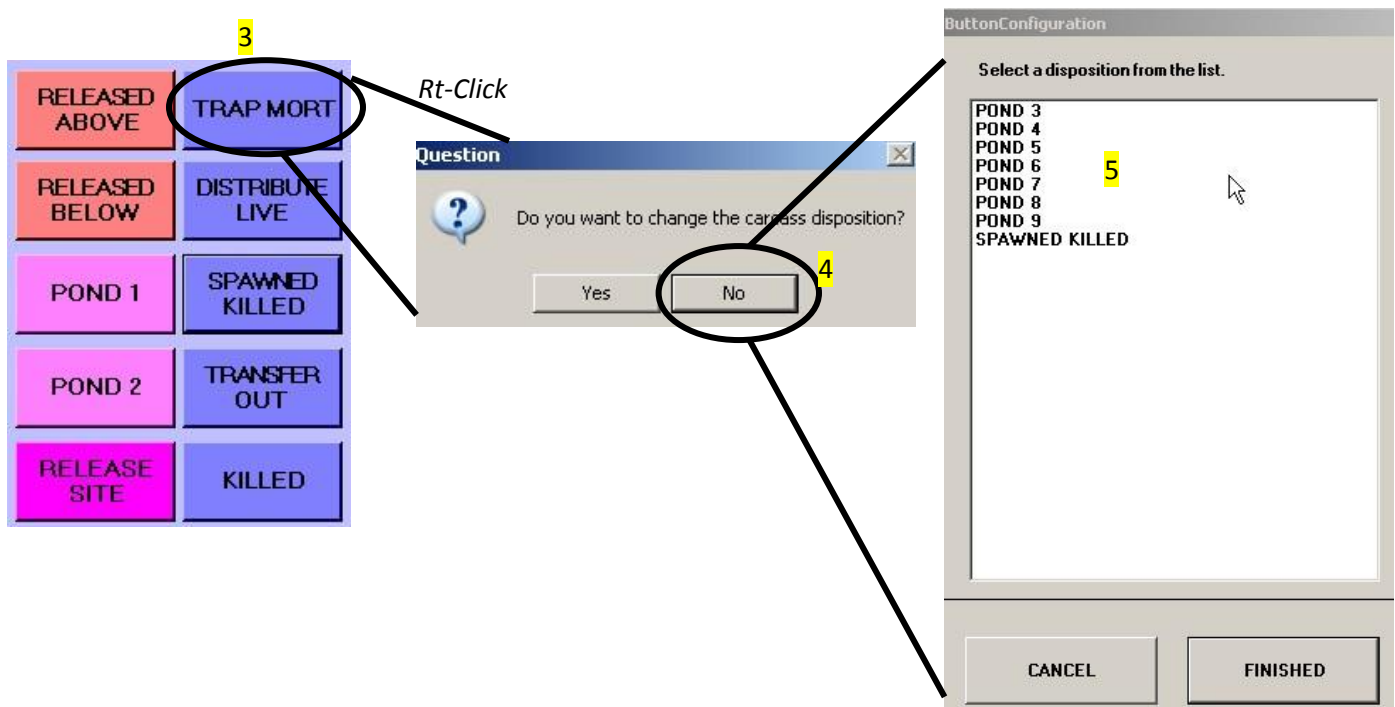 3
RELEASED
ABOVE
TRAP MORT
RELEASED
BELOW
DISTRIBUTE
LIVE
POND 1
SPAWNED
KILLED
POND 2
TRANSFER
OUT
RELEASE
SITE
KILLED
Rt-Click
Question
Do you want to change the carcass disposition?
Yes
No
4
ButtonConfiguration
Select a disposition from the list.
POND 3
POND 4
POND 5
POND 6
POND 7
POND 8
POND 9
SPAWNED KILLED
5
CANCEL
FINISHED